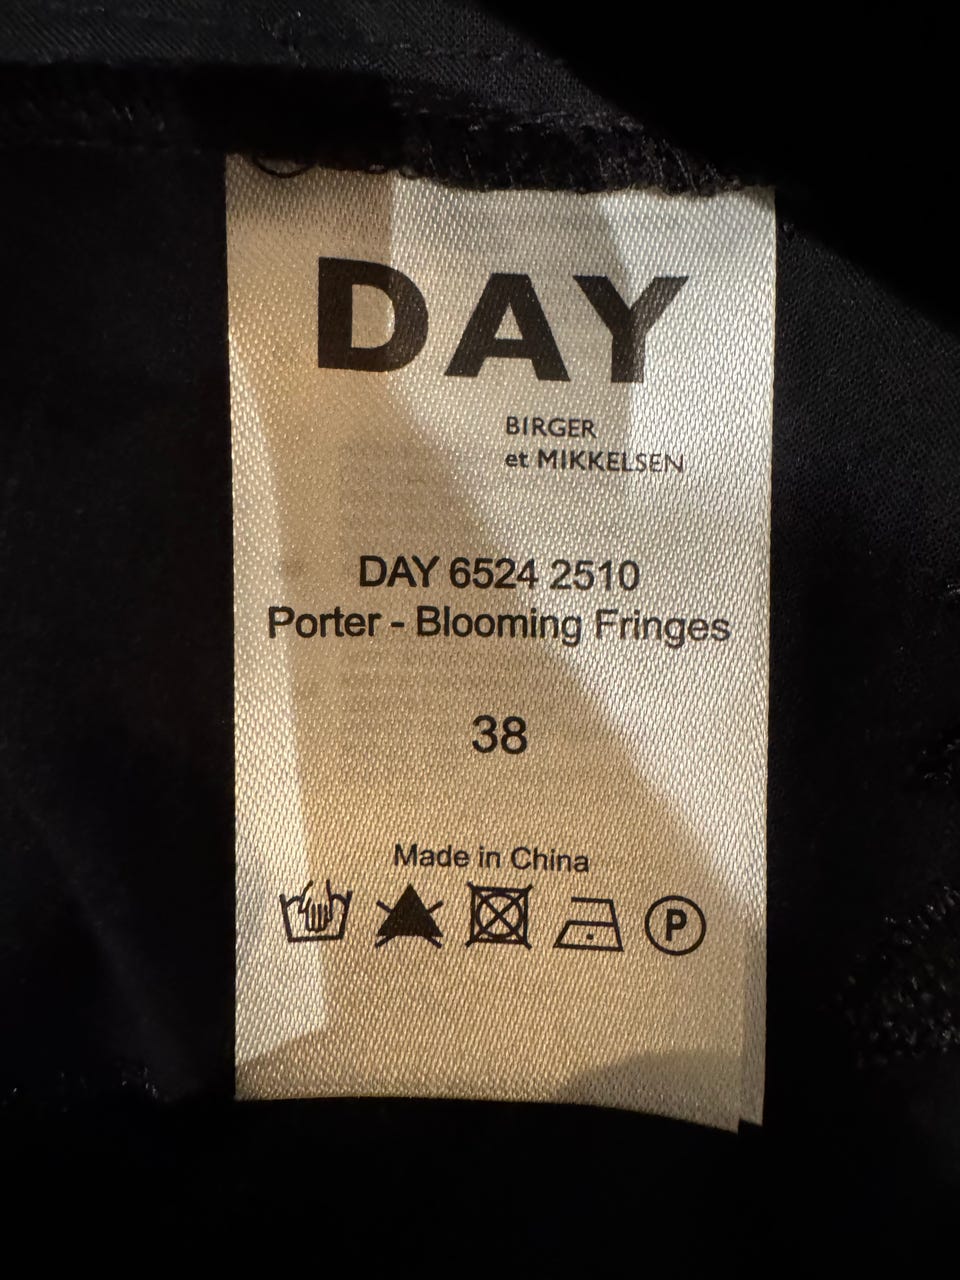 DAY
BIRGER
et MIKKELSEN
DAY 6524 2510
Porter - Blooming Fringes
38
Made in China
P